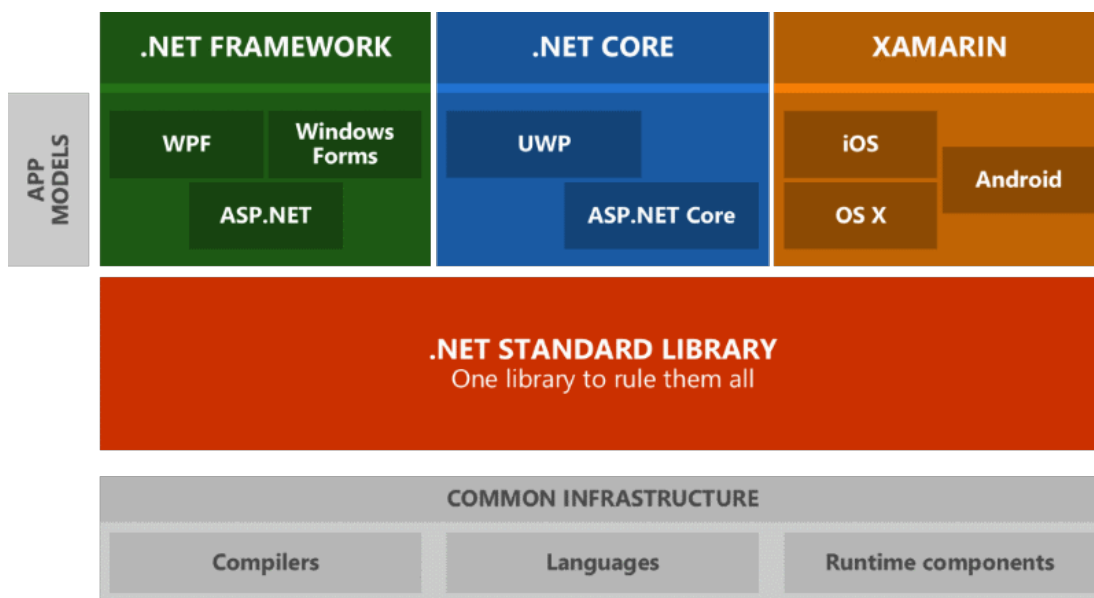 .NET FRAMEWORK
.NET CORE
XAMARIN
APP
MODELS
WPF
Windows
Forms
ASP.NET
UWP
ASP.NET Core
iOS
Android
OS X
.NET STANDARD LIBRARY
One library to rule them all
COMMON INFRASTRUCTURE
Compilers
Languages
Runtime components